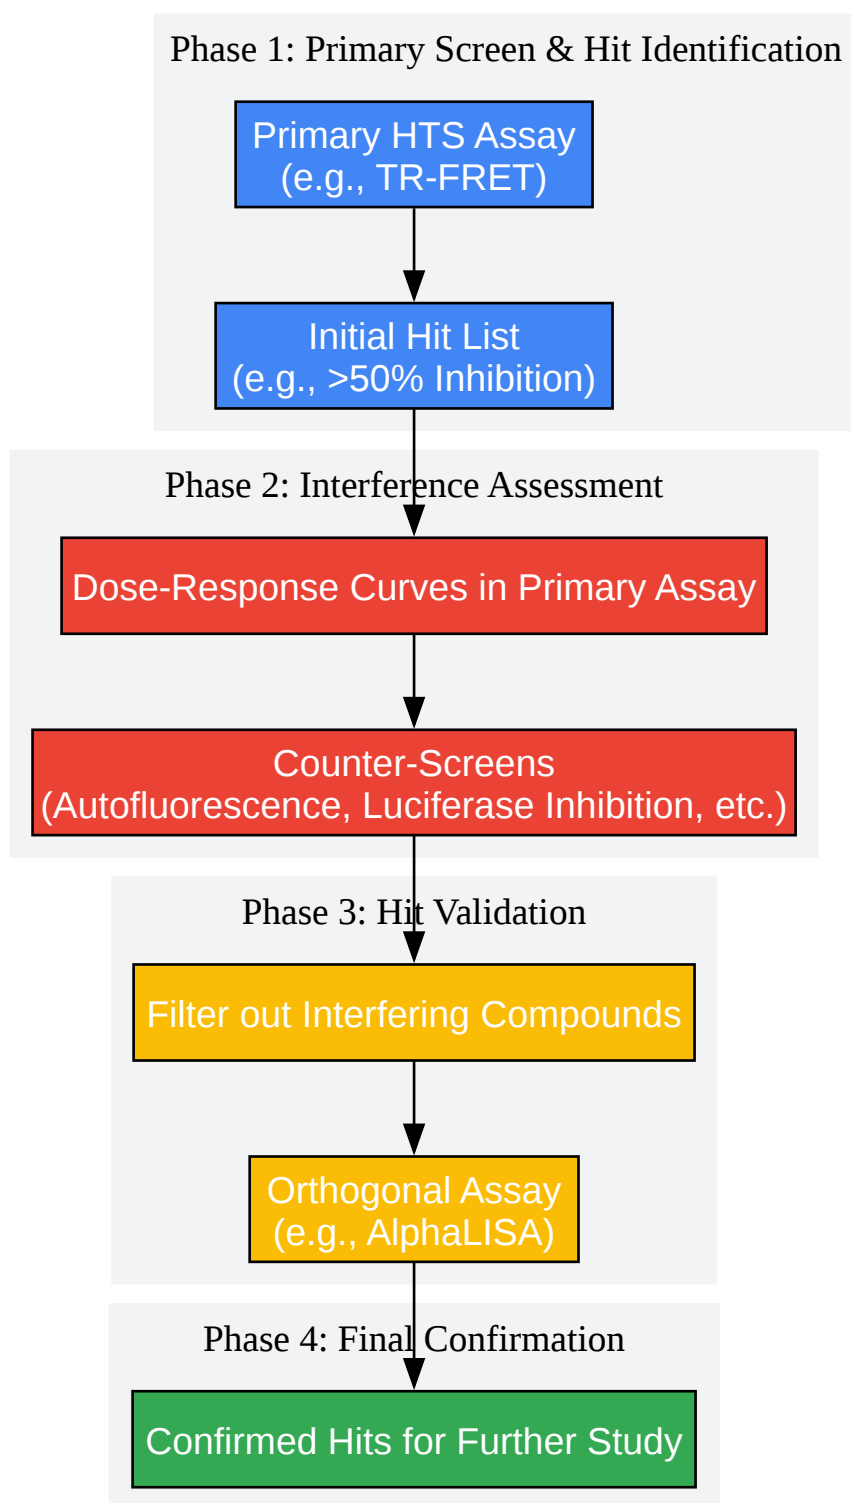 Phase 1: Primary Screen & Hit Identification
Primary HTS Assay
(e.g., TR-FRET)
Initial Hit List
(e.g., >50% Inhibition)
Phase 2: Interference Assessment
Dose-Response Curves in Primary Assay
Counter-Screens
(Autofluorescence, Luciferase Inhibition, etc.)
Phase 3: Hit Validation
Filter out Interfering Compounds
Orthogonal Assay
(e.g., AlphaLISA)
Phase 4: Final Confirmation
Confirmed Hits for Further Study